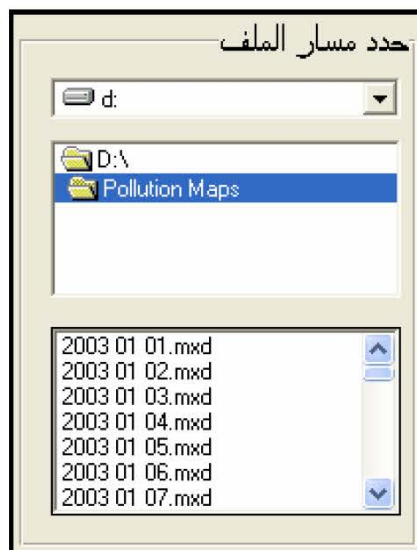 حدد مسار الملف
d:
D:\
Pollution Maps
2003 01 01.mxd
2003 01 02.mxd
2003 01 03.mxd
2003 01 04.mxd
2003 01 05.mxd
2003 01 06.mxd
2003 01 07.mxd